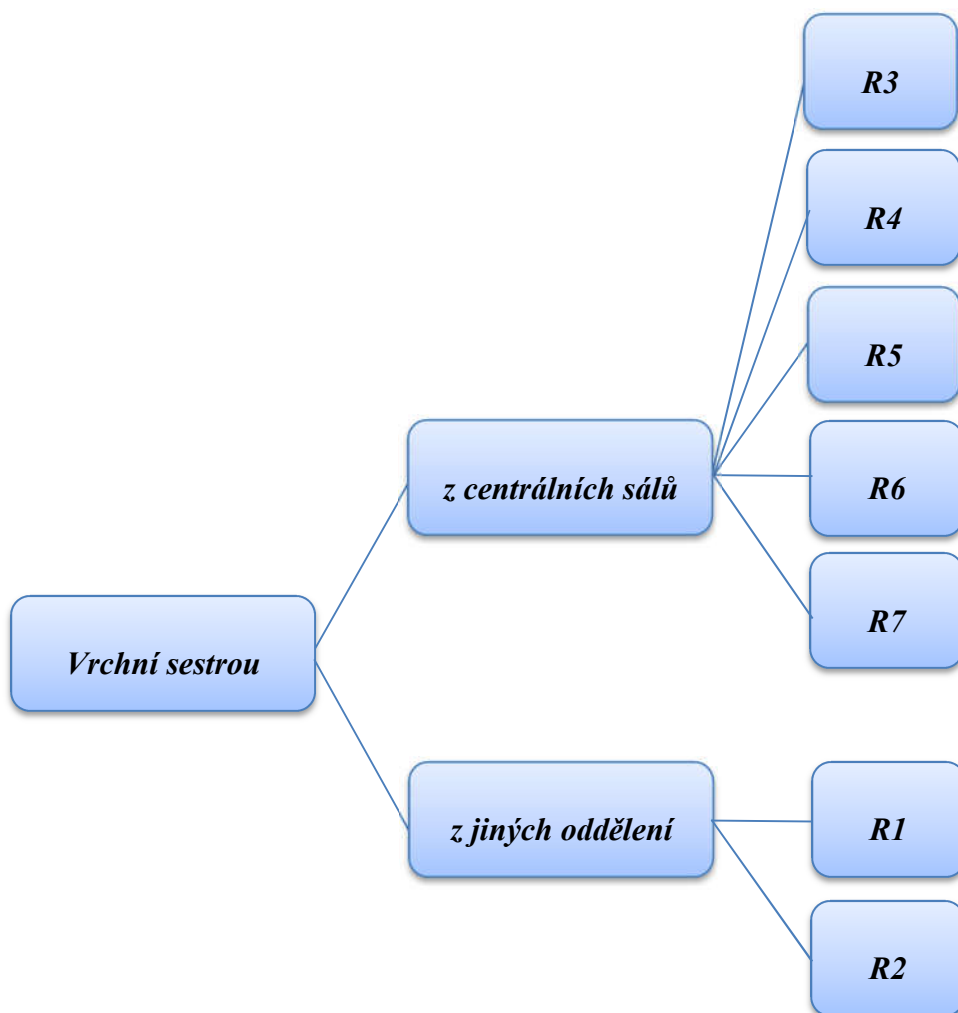 R3
R4
R5
z centrálních sálů
R6
R7
Vrchní sestrou
z jiných oddělení
R1
R2